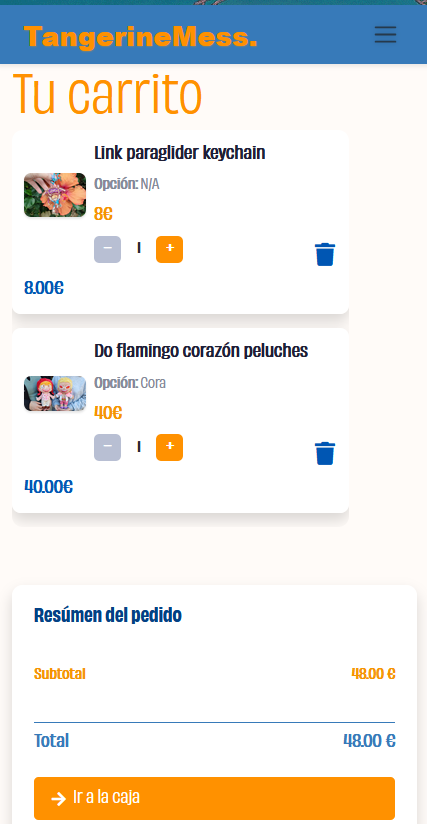 TangerineMess.
Tu carrito
Link paraglider keychain
Opción: N/A
8€
− 1 +
8.00€
Do flamingo corazón peluches
Opción: Cora
40€
− 1 +
40.00€
Resúmen del pedido
Subtotal 48.00 €
Total 48.00 €
→ Ir a la caja